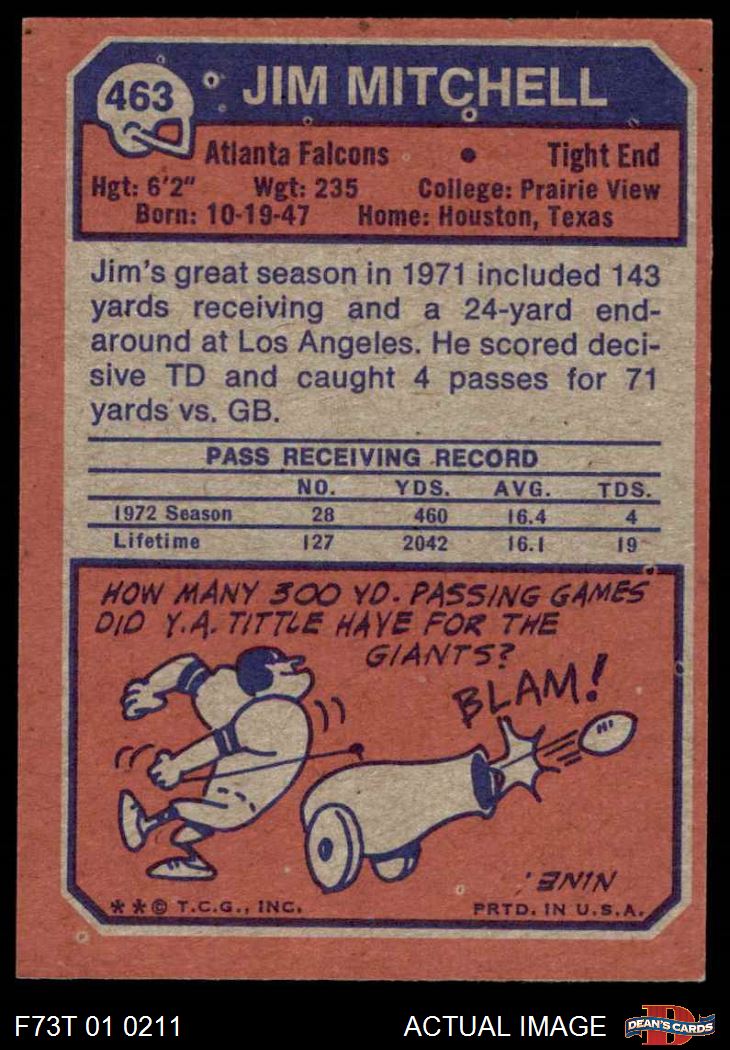 463
JIM MITCHELL
Atlanta Falcons • Tight End
Hgt: 6'2" Wgt: 235 College: Prairie View
Born: 10-19-47 Home: Houston, Texas
Jim's great season in 1971 included 143
yards receiving and a 24-yard end-
around at Los Angeles. He scored deci-
sive TD and caught 4 passes for 71
yards vs. GB.
PASS RECEIVING RECORD
NO. YDS. AVG. TDS.
1972 Season 28 460 16.4 4
Lifetime 127 2042 16.1 19
HOW MANY 300 YD. PASSING GAMES
DID Y.A. TITTLE HAVE FOR THE
GIANTS?
BLAM!
NINE.
**© T.C.G., INC. PRTD. IN U.S.A.
F73T 01 0211 ACTUAL IMAGE D DEAN'S CARDS